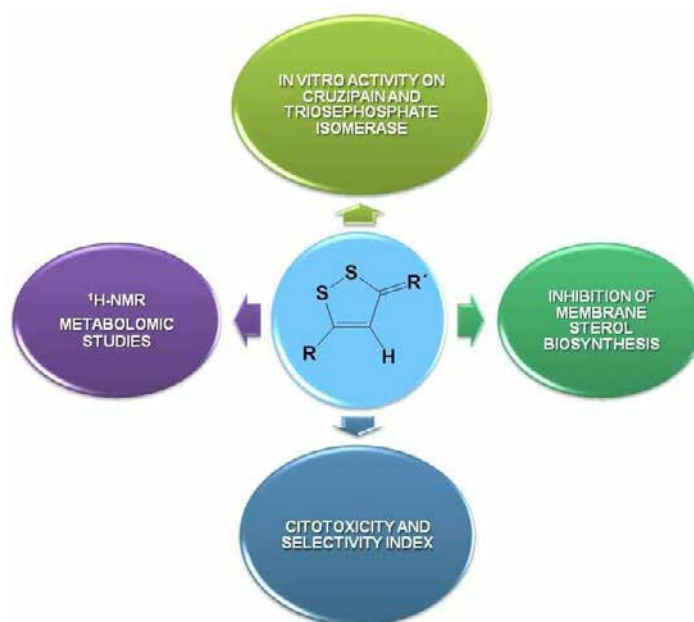 IN VITRO ACTIVITY ON
CRUZIPAIN AND
TRIOSEPHOSPHATE
ISOMERASE
¹H-NMR
METABOLOMIC
STUDIES
S
S
R´
R
H
INHIBITION OF
MEMBRANE
STEROL
BIOSYNTHESIS
CITOTOXICITY AND
SELECTIVITY INDEX